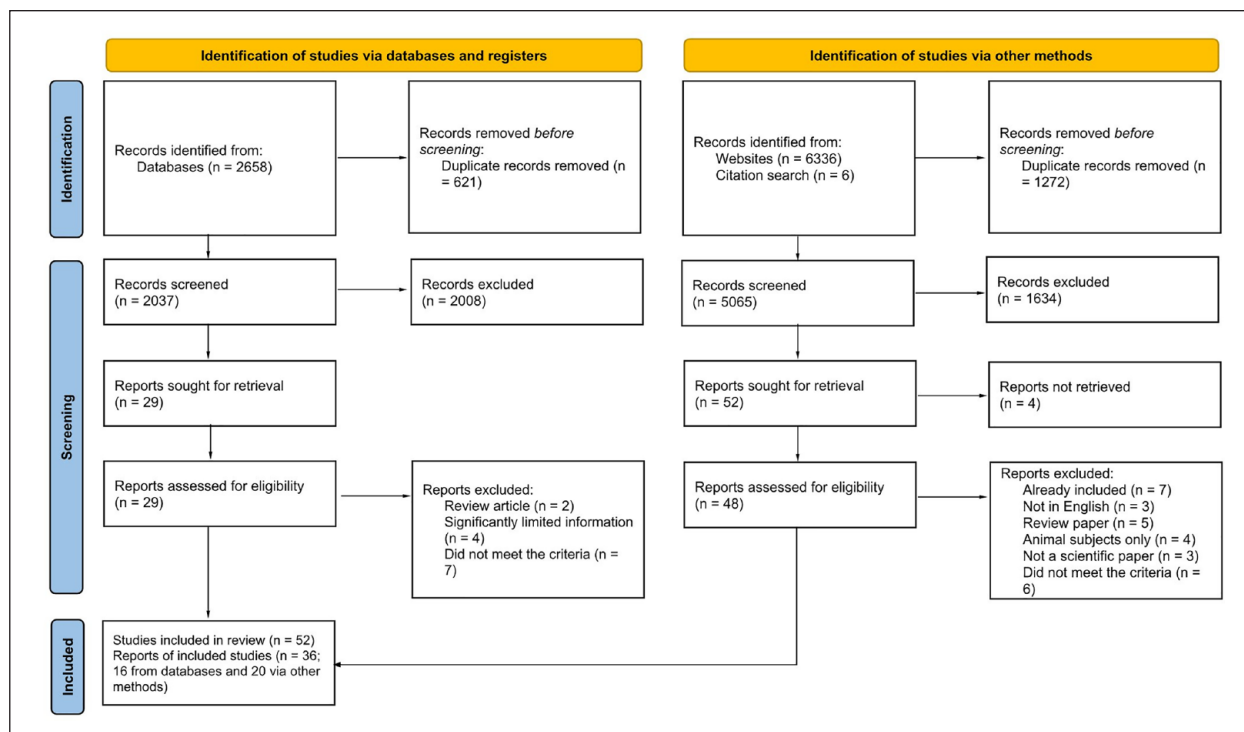 Identification of studies via databases and registers
Identification of studies via other methods
Identification
Records identified from:
Databases (n = 2658)
Records removed before
screening:
Duplicate records removed (n
= 621)
Records identified from:
Websites (n = 6336)
Citation search (n = 6)
Records removed before
screening:
Duplicate records removed (n
= 1272)
Screening
Records screened
(n = 2037)
Records excluded
(n = 2008)
Records screened
(n = 5065)
Records excluded
(n = 1634)
Reports sought for retrieval
(n = 29)
Reports sought for retrieval
(n = 52)
Reports not retrieved
(n = 4)
Reports assessed for eligibility
(n = 29)
Reports excluded:
Review article (n = 2)
Significantly limited information
(n = 4)
Did not meet the criteria (n =
7)
Reports assessed for eligibility
(n = 48)
Reports excluded:
Already included (n = 7)
Not in English (n = 3)
Review paper (n = 5)
Animal subjects only (n = 4)
Not a scientific paper (n = 3)
Did not meet the criteria (n =
6)
Included
Studies included in review (n = 52)
Reports of included studies (n = 36;
16 from databases and 20 via other
methods)